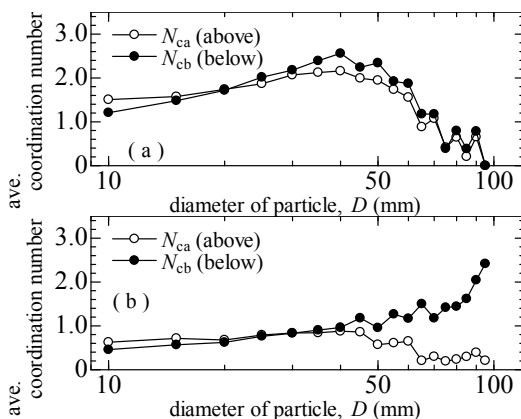 ave.
coordination number
3.0
2.0
1.0
0
N_ca (above)
N_cb (below)
( a )
10
50
100
diameter of particle, D (mm)
ave.
coordination number
3.0
2.0
1.0
0
N_ca (above)
N_cb (below)
( b )
10
50
100
diameter of particle, D (mm)